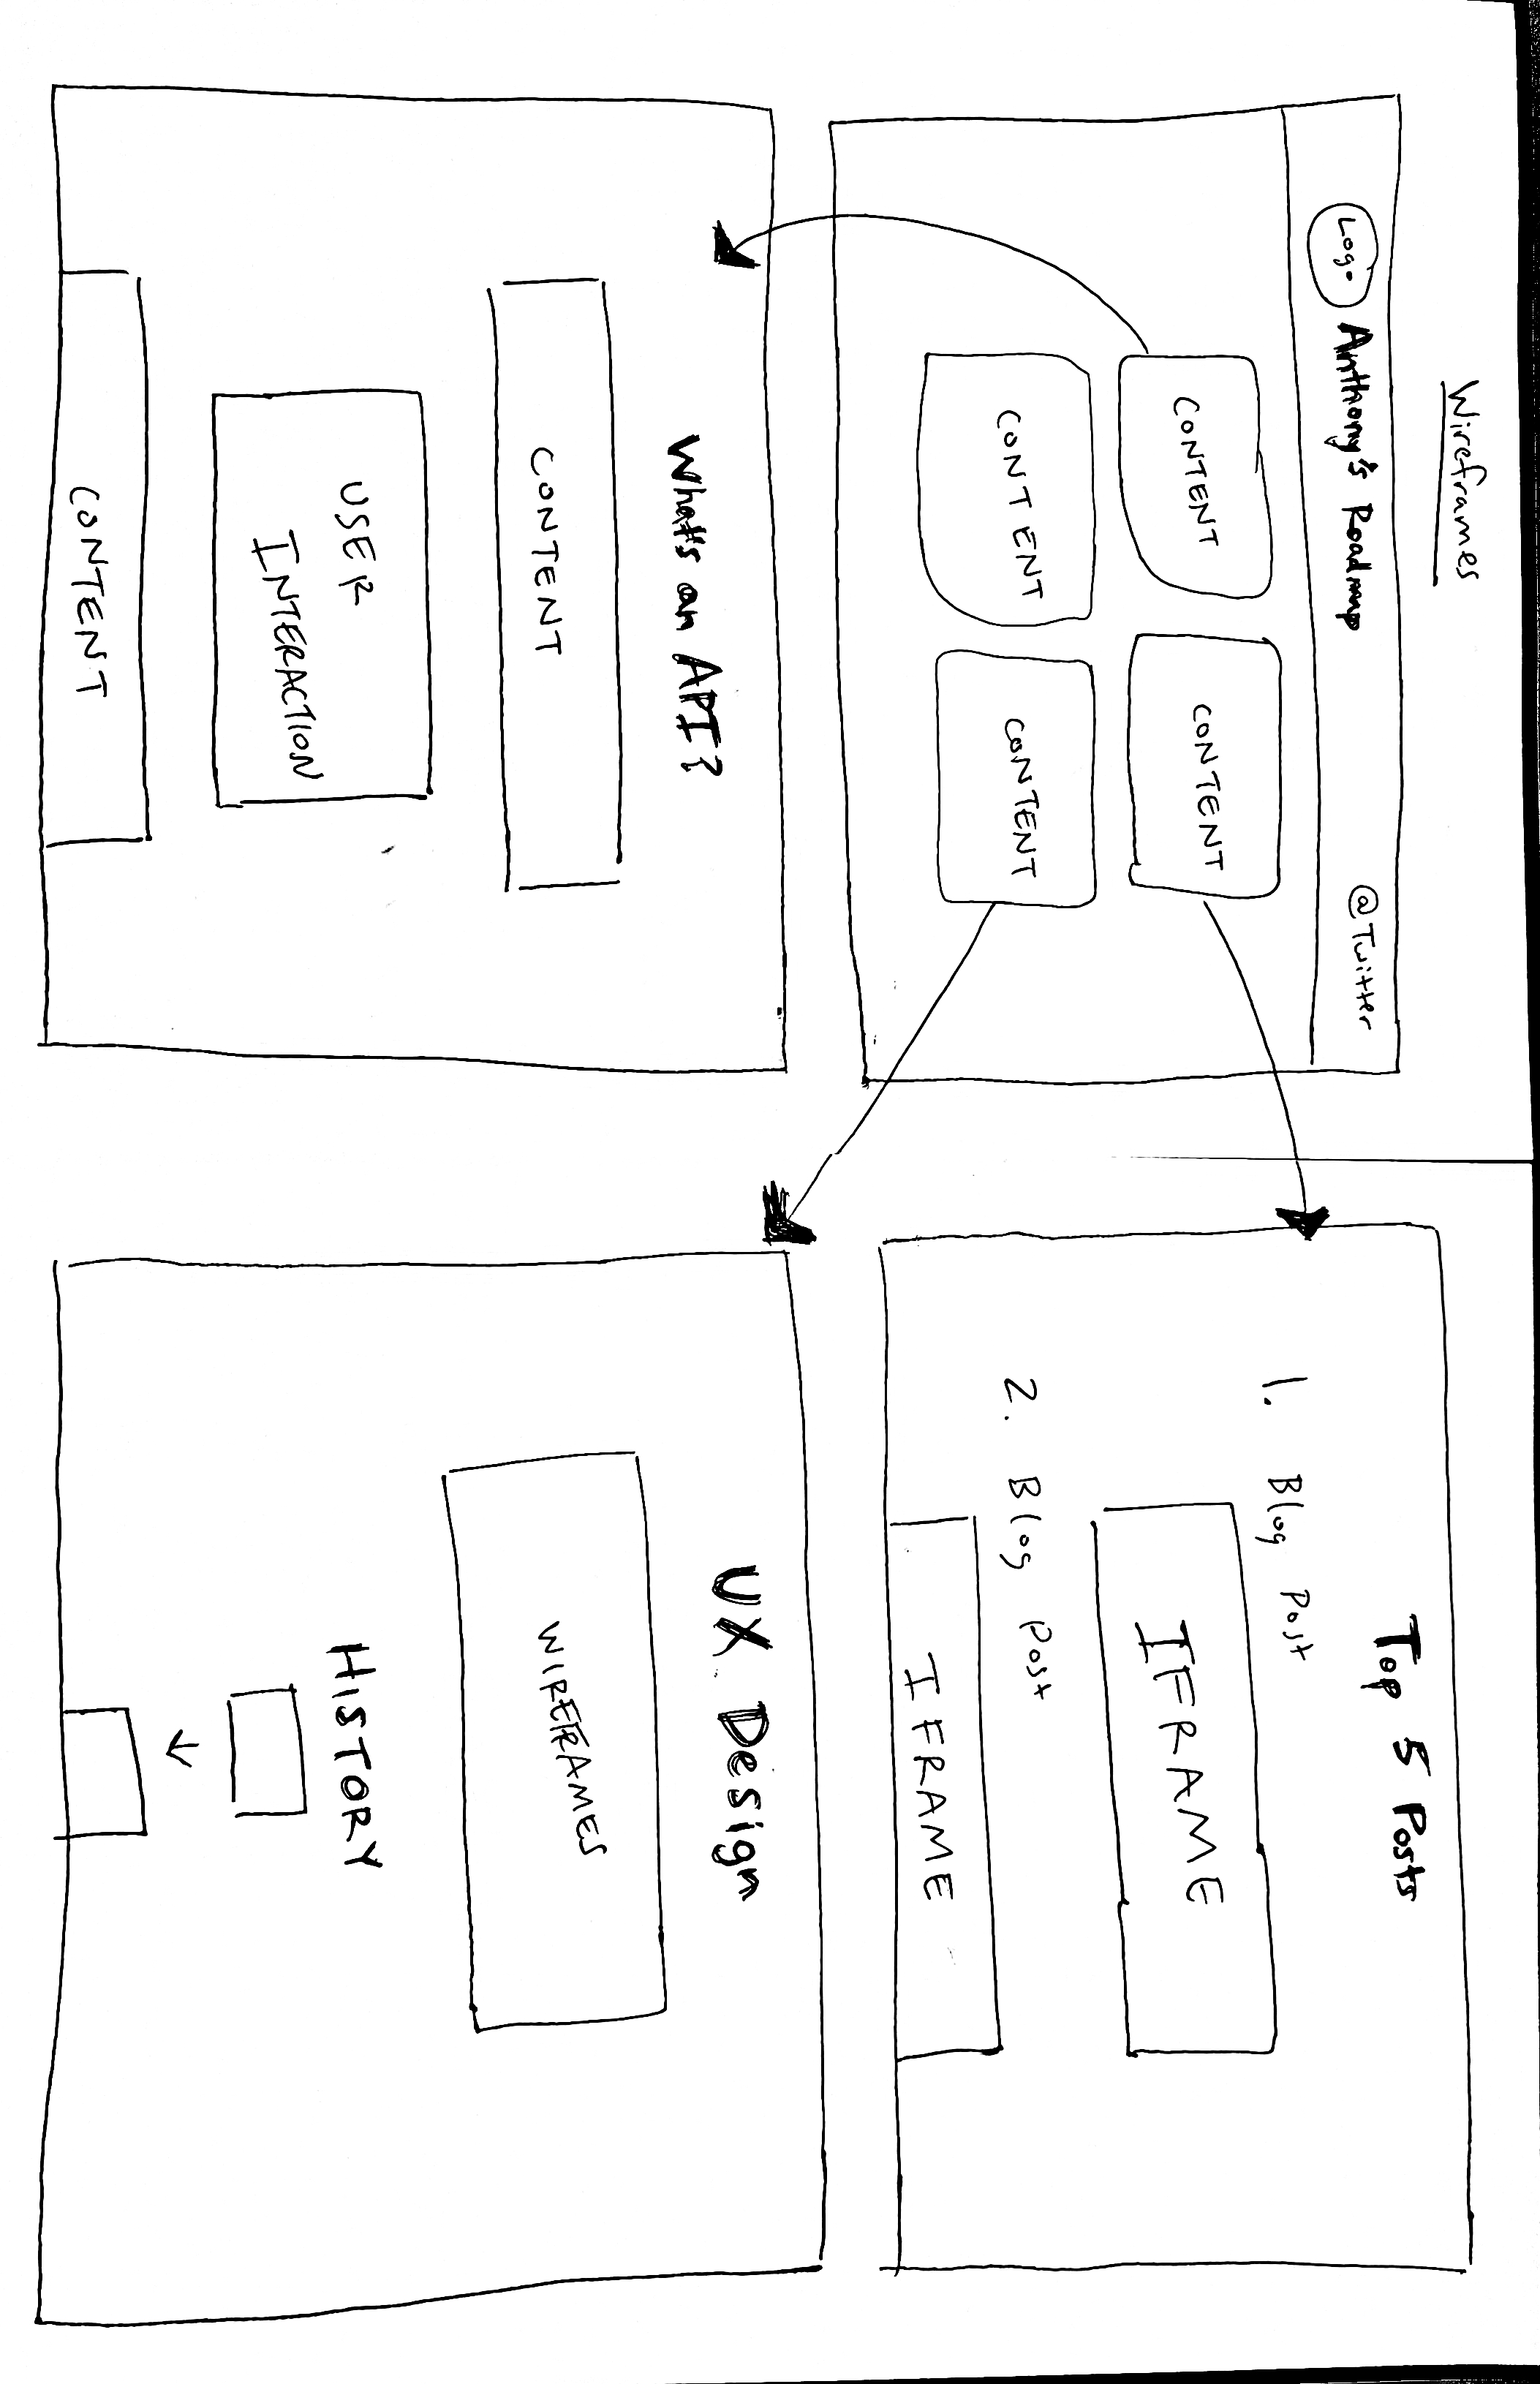 Wireframes
Logo Anthony's Roadmap @Twitter
CONTENT CONTENT
CONTENT CONTENT
Top 5 Posts
1. Blog Post
IFRAME
2. Blog Post
IFRAME
What's an API?
CONTENT
USER
INTERACTION
CONTENT
UX Design
WIREFRAMES
HISTORY